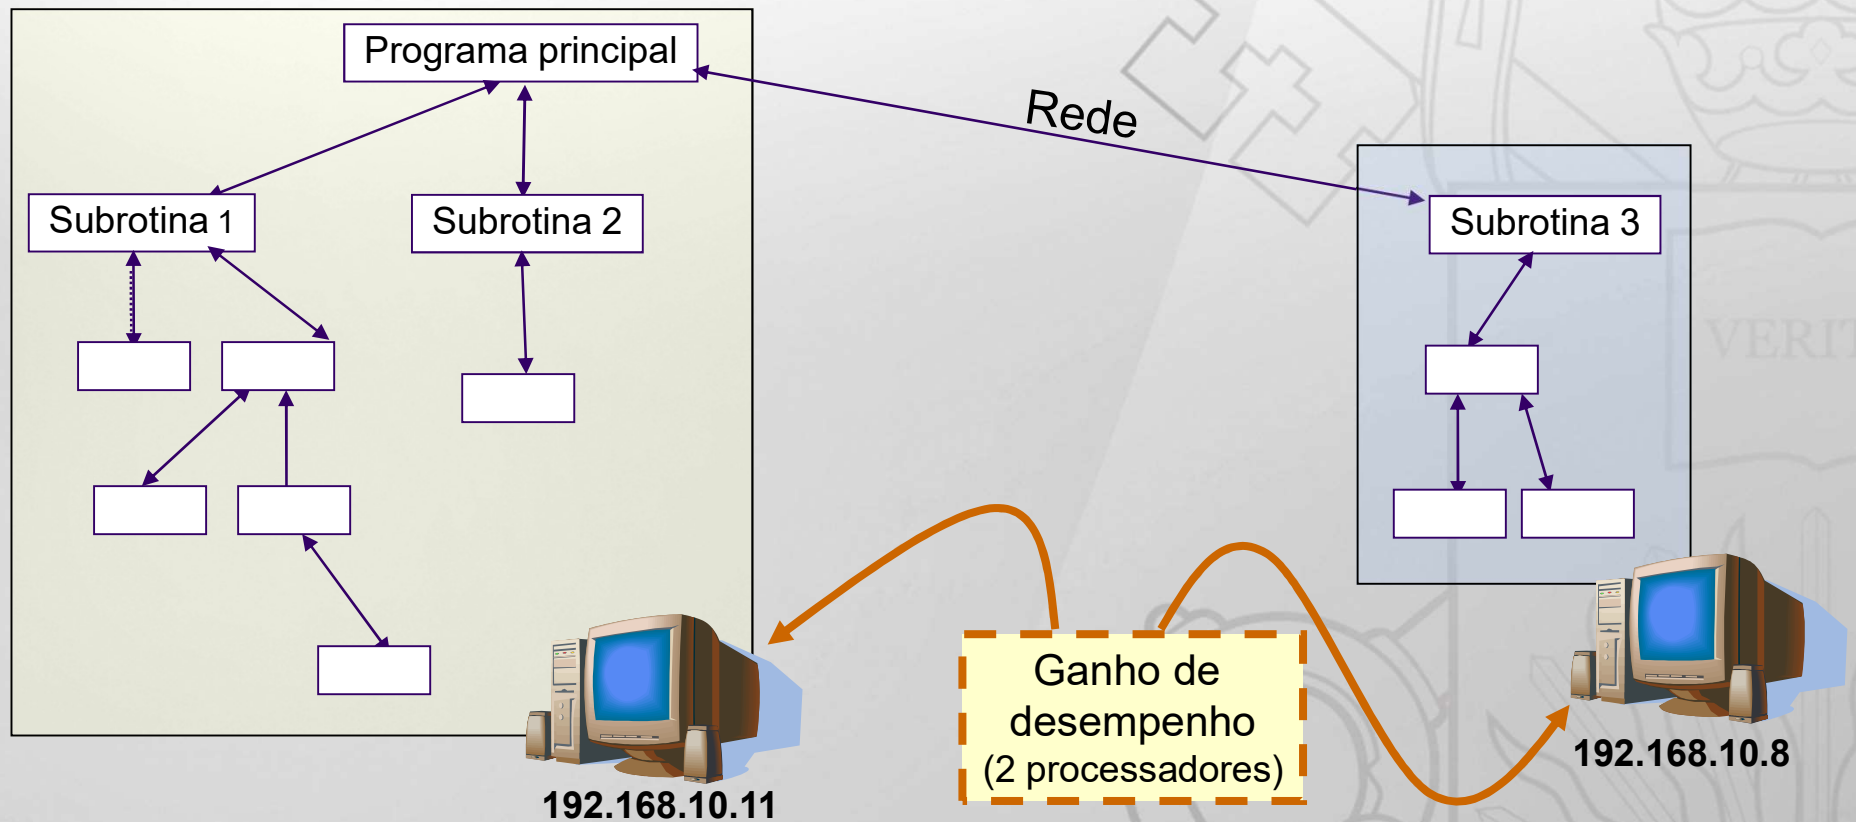 Programa principal
Rede
Subrotina 1
Subrotina 2
Subrotina 3
VERIT
Ganho de
desempenho
(2 processadores)
192.168.10.11
192.168.10.8